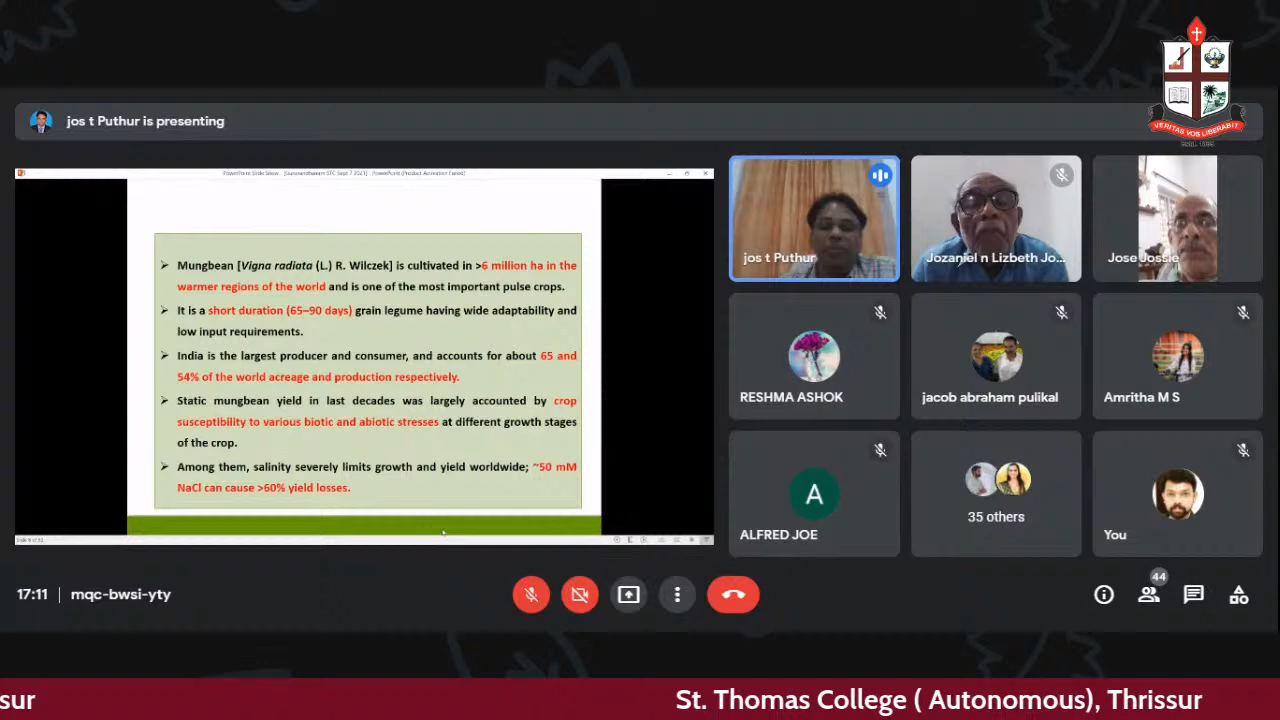 VERITAS VOS LIBERABIT
jos t Puthur is presenting
➢ Mungbean [Vigna radiata (L.) R. Wilczek] is cultivated in >6 million ha in the
warmer regions of the world and is one of the most important pulse crops.
➢ It is a short duration (65–90 days) grain legume having wide adaptability and
low input requirements.
➢ India is the largest producer and consumer, and accounts for about 65 and
54% of the world acreage and production respectively.
➢ Static mungbean yield in last decades was largely accounted by crop
susceptibility to various biotic and abiotic stresses at different growth stages
of the crop.
➢ Among them, salinity severely limits growth and yield worldwide; ~50 mM
NaCl can cause >60% yield losses.
jos t Puthur
Jozaniel n Lizbeth Jo...
Jose Jossie
RESHMA ASHOK
jacob abraham pulikal
Amritha M S
A
ALFRED JOE
35 others
You
17:11 | mqc-bwsi-yty
44
ssur
St. Thomas College ( Autonomous), Thrissur